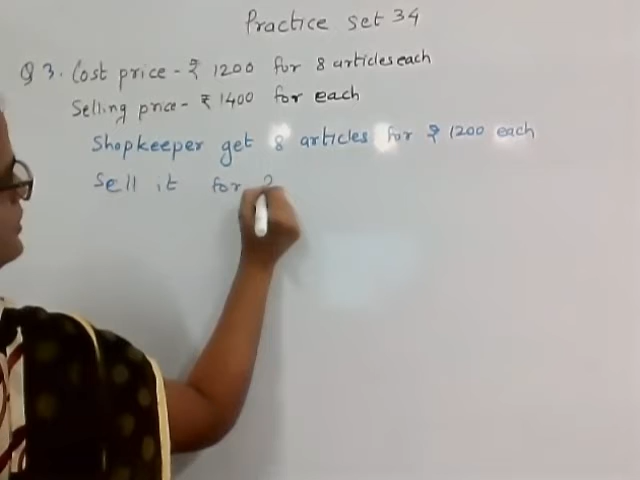 Practice Set 34
Q 3. Cost price - ₹ 1200 for 8 articles each
Selling price - ₹ 1400 for each
Shopkeeper get 8 articles for ₹ 1200 each
Sell it for